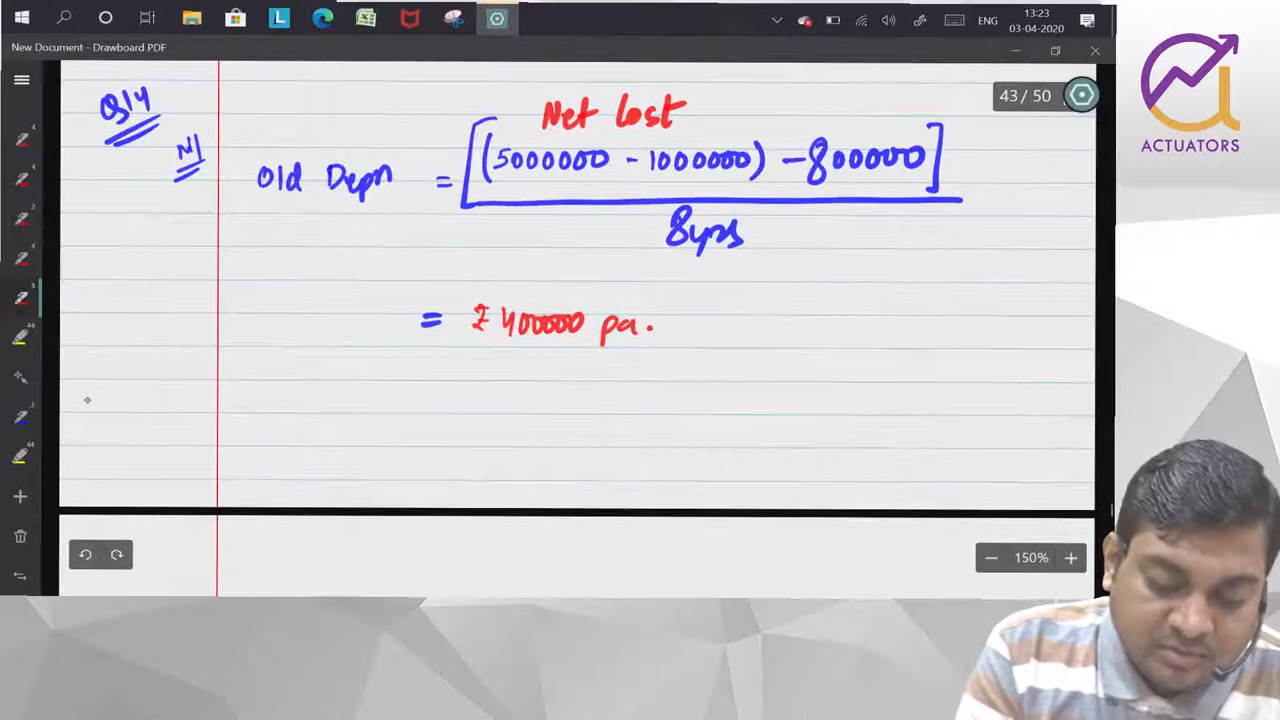 13:23
ENG
03-04-2020
New Document - Drawboard PDF
43 / 50
ACTUATORS
Q14
N1
Net Cost
Old Depn = [(5000000 - 1000000) - 800000]
8yrs
= ₹ 400000 pa.
150%